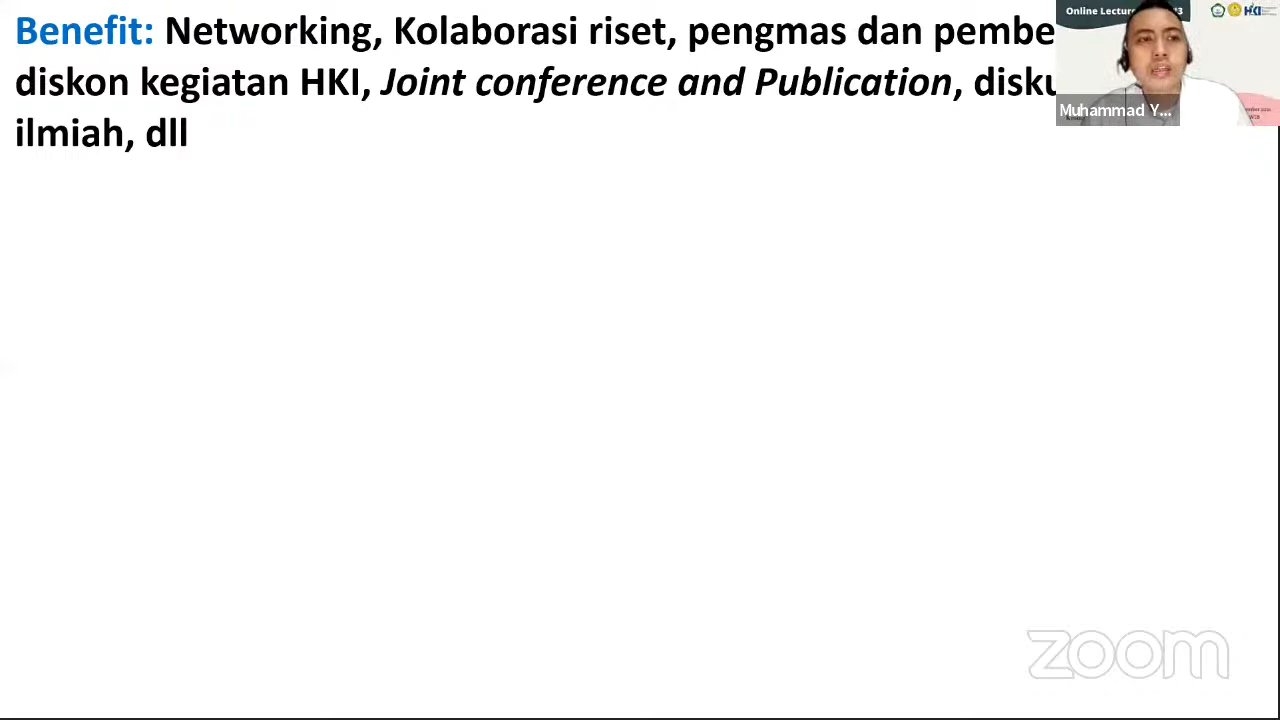 Benefit: Networking, Kolaborasi riset, pengmas dan pembe
diskon kegiatan HKI, Joint conference and Publication, disku
ilmiah, dll
Online Lectur
Muhammad Y...
zoom